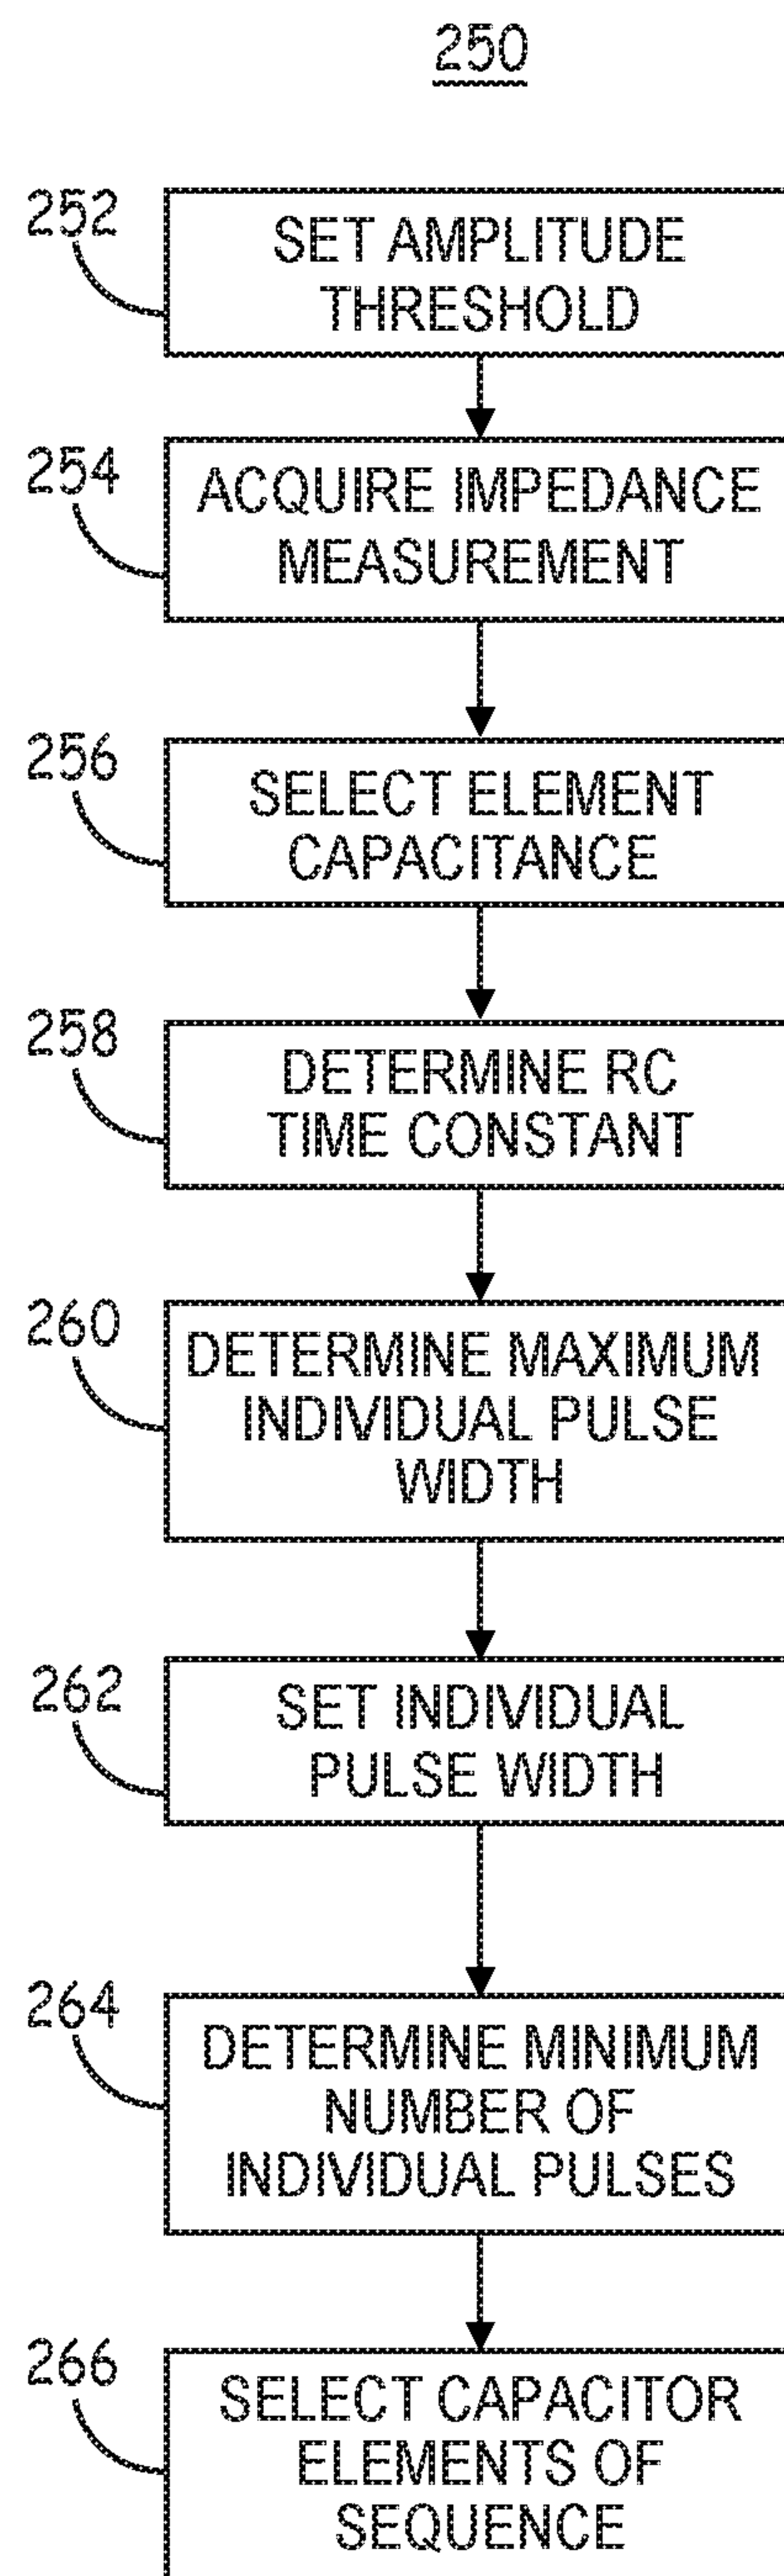 250
252
SET AMPLITUDE
THRESHOLD
254
ACQUIRE IMPEDANCE
MEASUREMENT
256
SELECT ELEMENT
CAPACITANCE
258
DETERMINE RC
TIME CONSTANT
260
DETERMINE MAXIMUM
INDIVIDUAL PULSE
WIDTH
262
SET INDIVIDUAL
PULSE WIDTH
264
DETERMINE MINIMUM
NUMBER OF
INDIVIDUAL PULSES
266
SELECT CAPACITOR
ELEMENTS OF
SEQUENCE